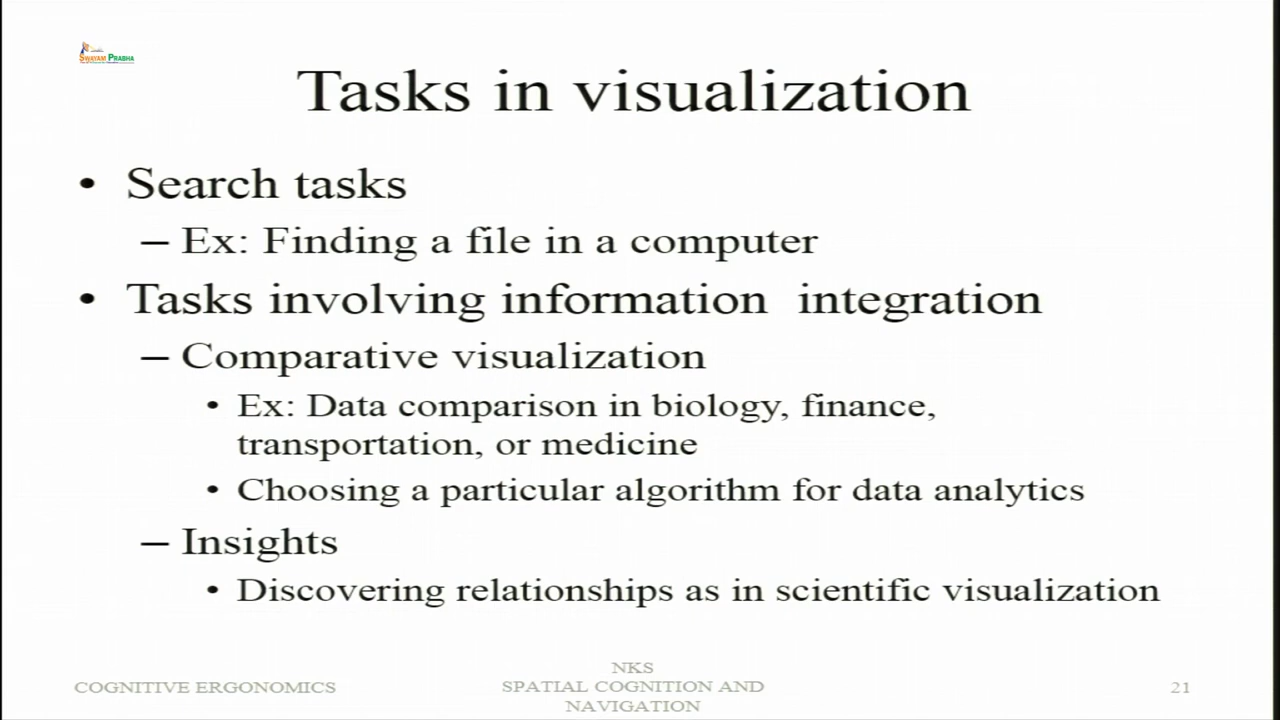 SWAYAM PRABHA
Tasks in visualization
• Search tasks
– Ex: Finding a file in a computer
• Tasks involving information integration
– Comparative visualization
• Ex: Data comparison in biology, finance,
transportation, or medicine
• Choosing a particular algorithm for data analytics
– Insights
• Discovering relationships as in scientific visualization
COGNITIVE ERGONOMICS
NKS
SPATIAL COGNITION AND
NAVIGATION
21